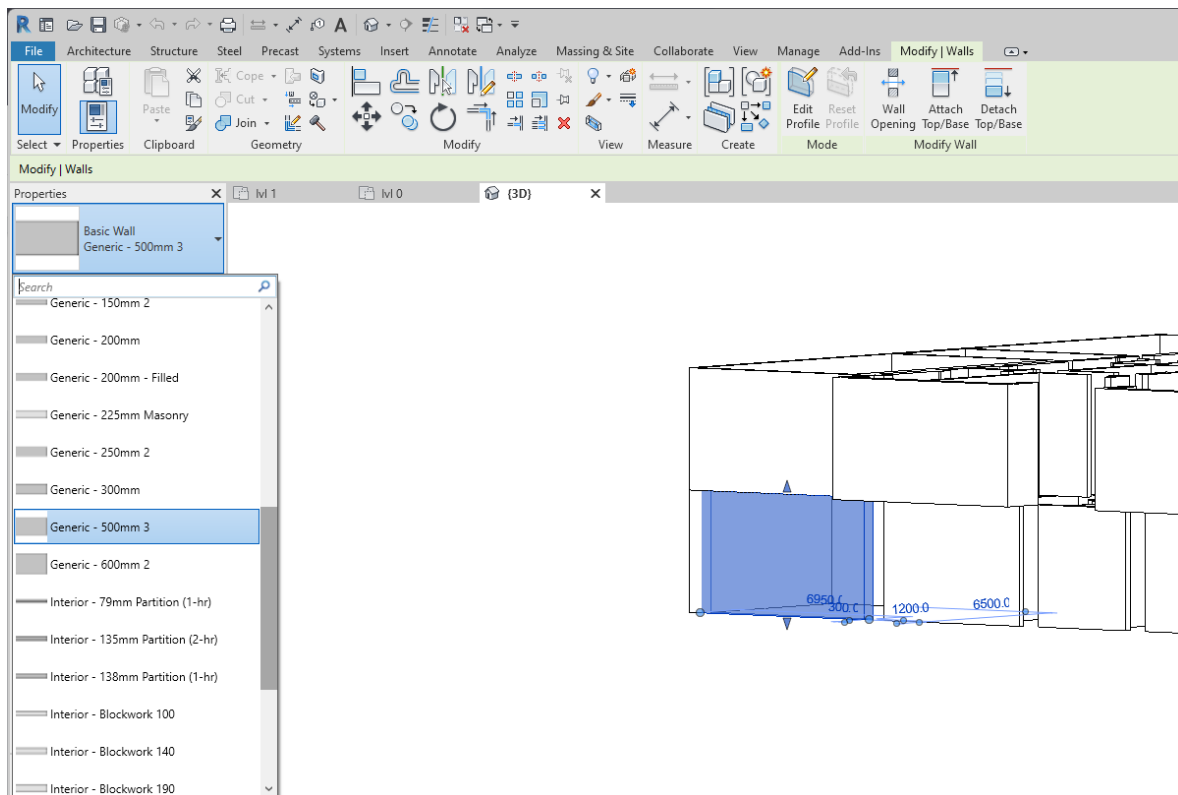 File Architecture Structure Steel Precast Systems Insert Annotate Analyze Massing & Site Collaborate View Manage Add-Ins Modify | Walls
Modify
Paste
Cope
Cut
Join
Edit Profile
Reset Profile
Wall Opening
Attach Top/Base
Detach Top/Base
Select Properties Clipboard Geometry Modify View Measure Create Mode Modify Wall
Modify | Walls
Properties lvl 1 lvl 0 {3D}
Basic Wall
Generic - 500mm 3
Search
Generic - 150mm 2
Generic - 200mm
Generic - 200mm - Filled
Generic - 225mm Masonry
Generic - 250mm 2
Generic - 300mm
Generic - 500mm 3
Generic - 600mm 2
Interior - 79mm Partition (1-hr)
Interior - 135mm Partition (2-hr)
Interior - 138mm Partition (1-hr)
Interior - Blockwork 100
Interior - Blockwork 140
Interior - Blockwork 190
6950.0
300.0
1200.0
6500.0